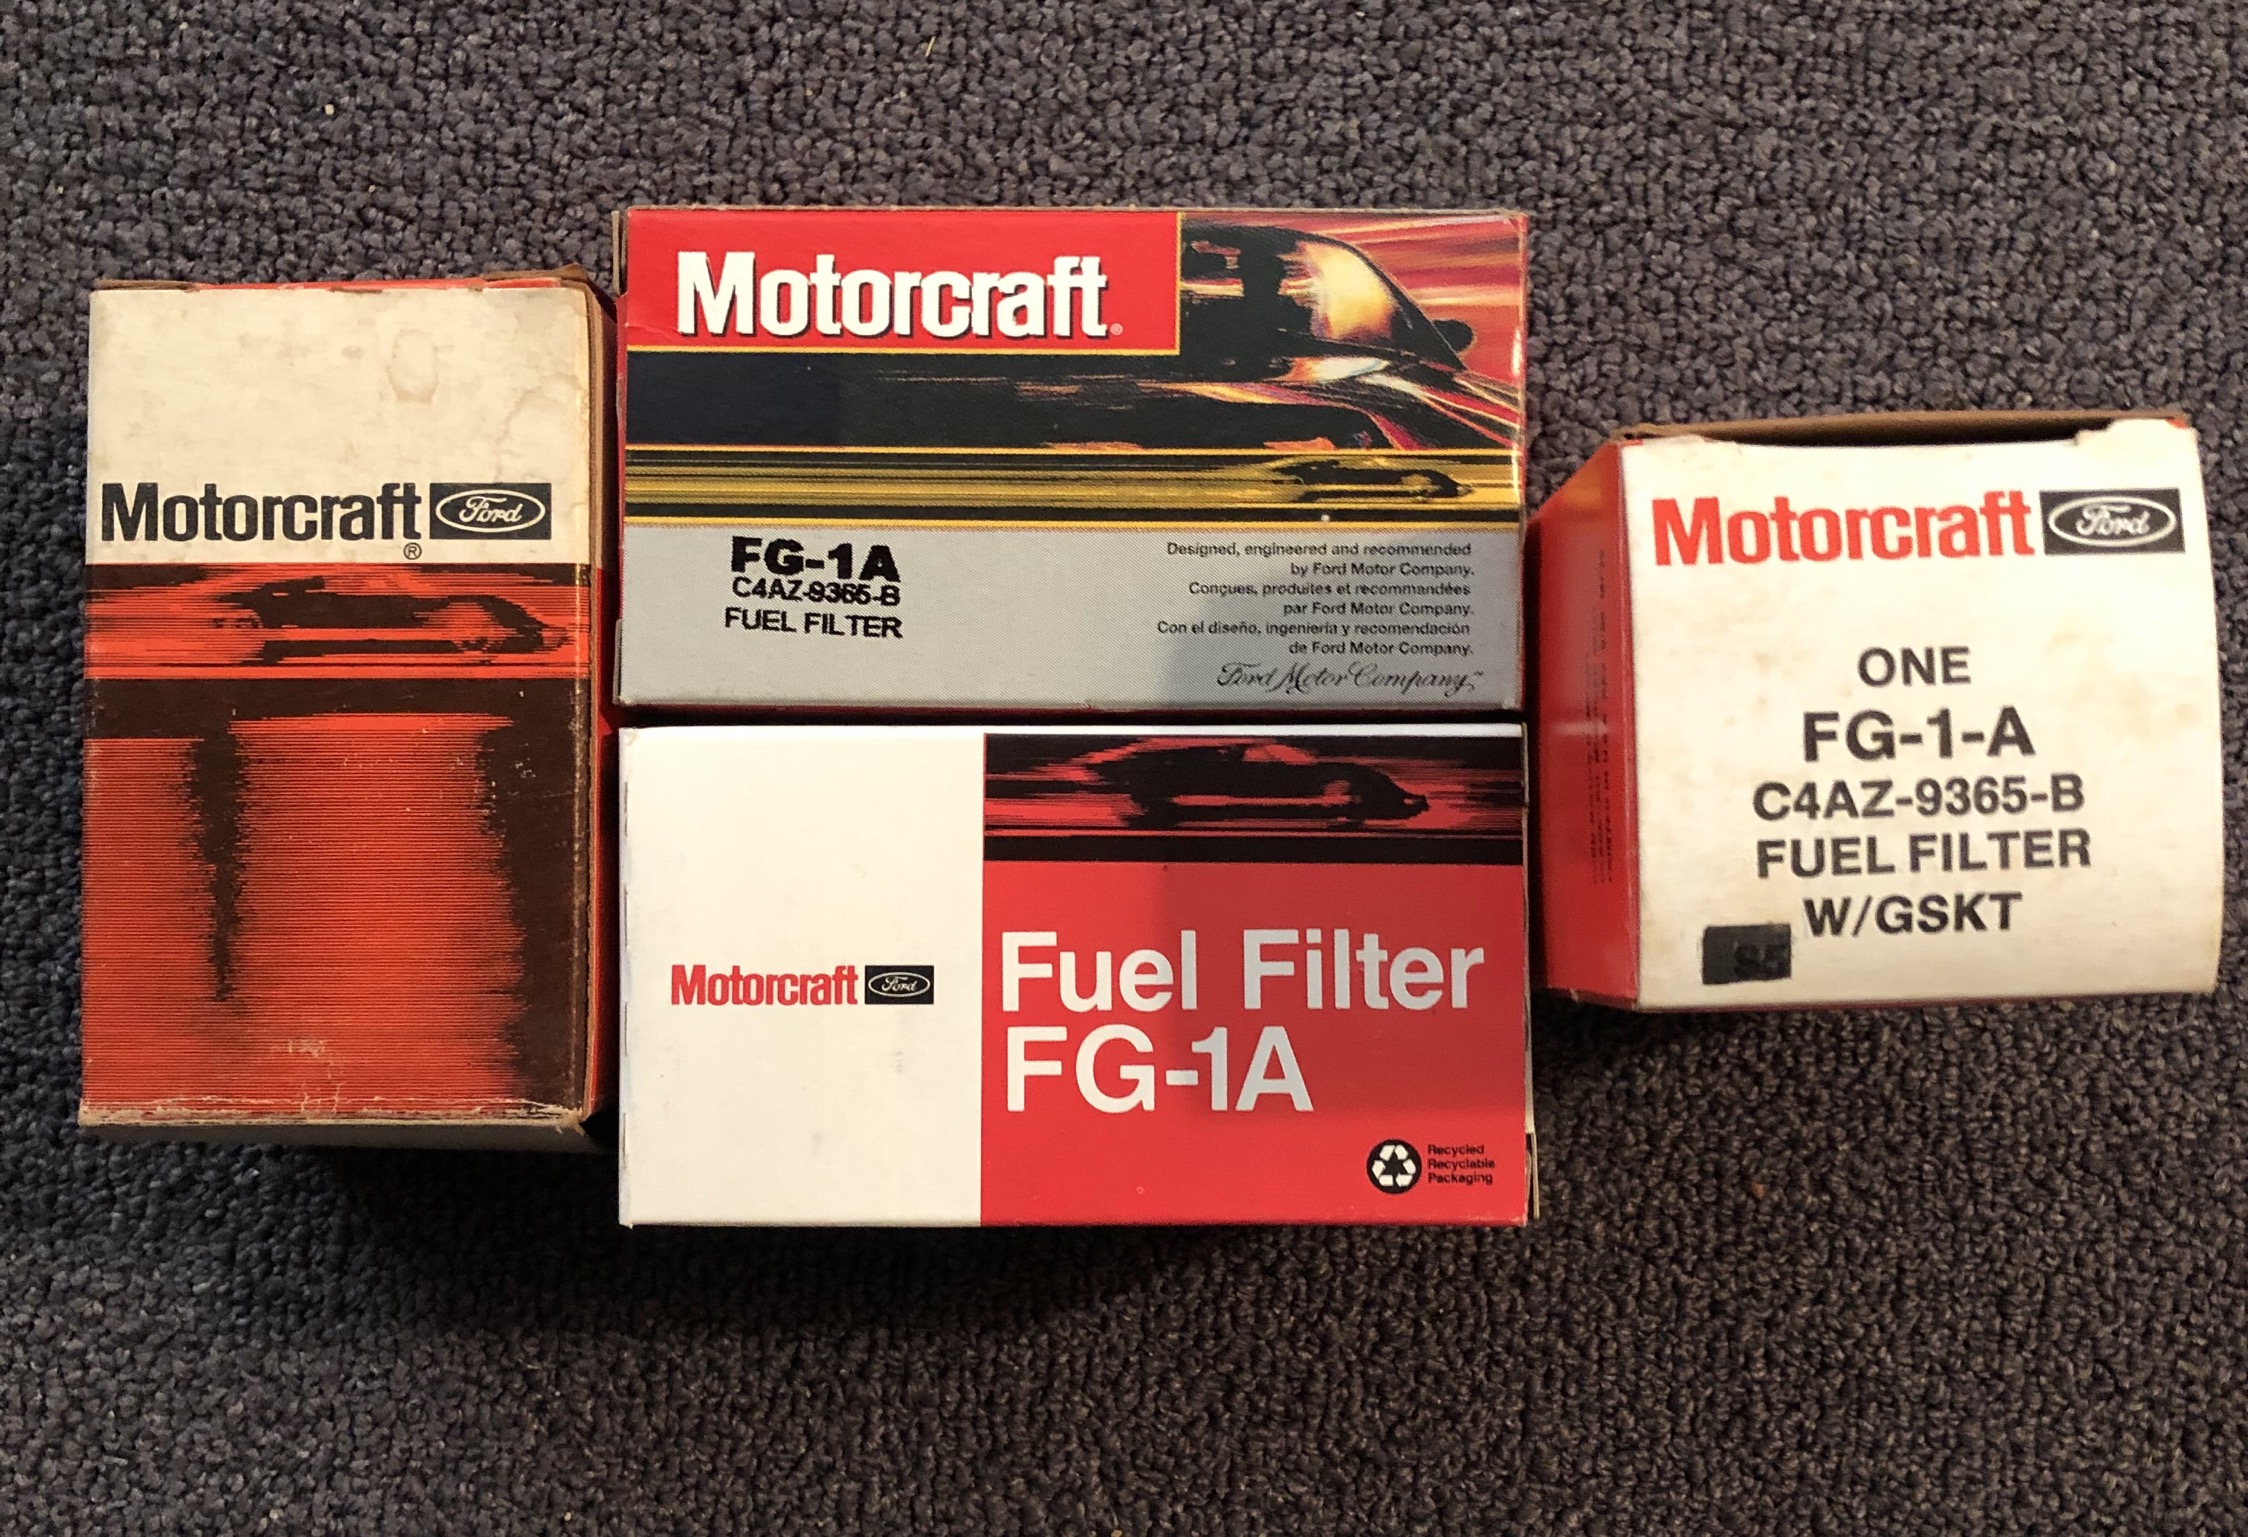 Motorcraft Ford
®
Motorcraft®
FG-1A
C4AZ-9365-B
FUEL FILTER
Designed, engineered and recommended
by Ford Motor Company.
Conçues, produites et recommandées
par Ford Motor Company.
Con el diseño, ingeniería y recomendación
de Ford Motor Company.
Ford Motor Company™
Motorcraft Ford
Fuel Filter
FG-1A
Recycled
Recyclable
Packaging
Motorcraft Ford
ONE
FG-1-A
C4AZ-9365-B
FUEL FILTER
W/GSKT